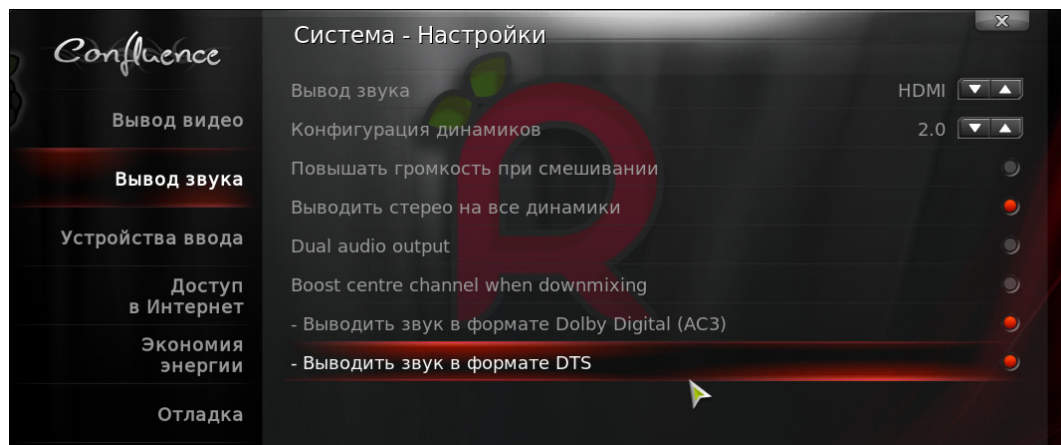 Confluence
Система - Настройки
X
Вывод видео
Вывод звука
Устройства ввода
Доступ
в Интернет
Экономия
энергии
Отладка
Вывод звука HDMI
Конфигурация динамиков 2.0
Повышать громкость при смешивании
Выводить стерео на все динамики
Dual audio output
Boost centre channel when downmixing
- Выводить звук в формате Dolby Digital (AC3)
- Выводить звук в формате DTS